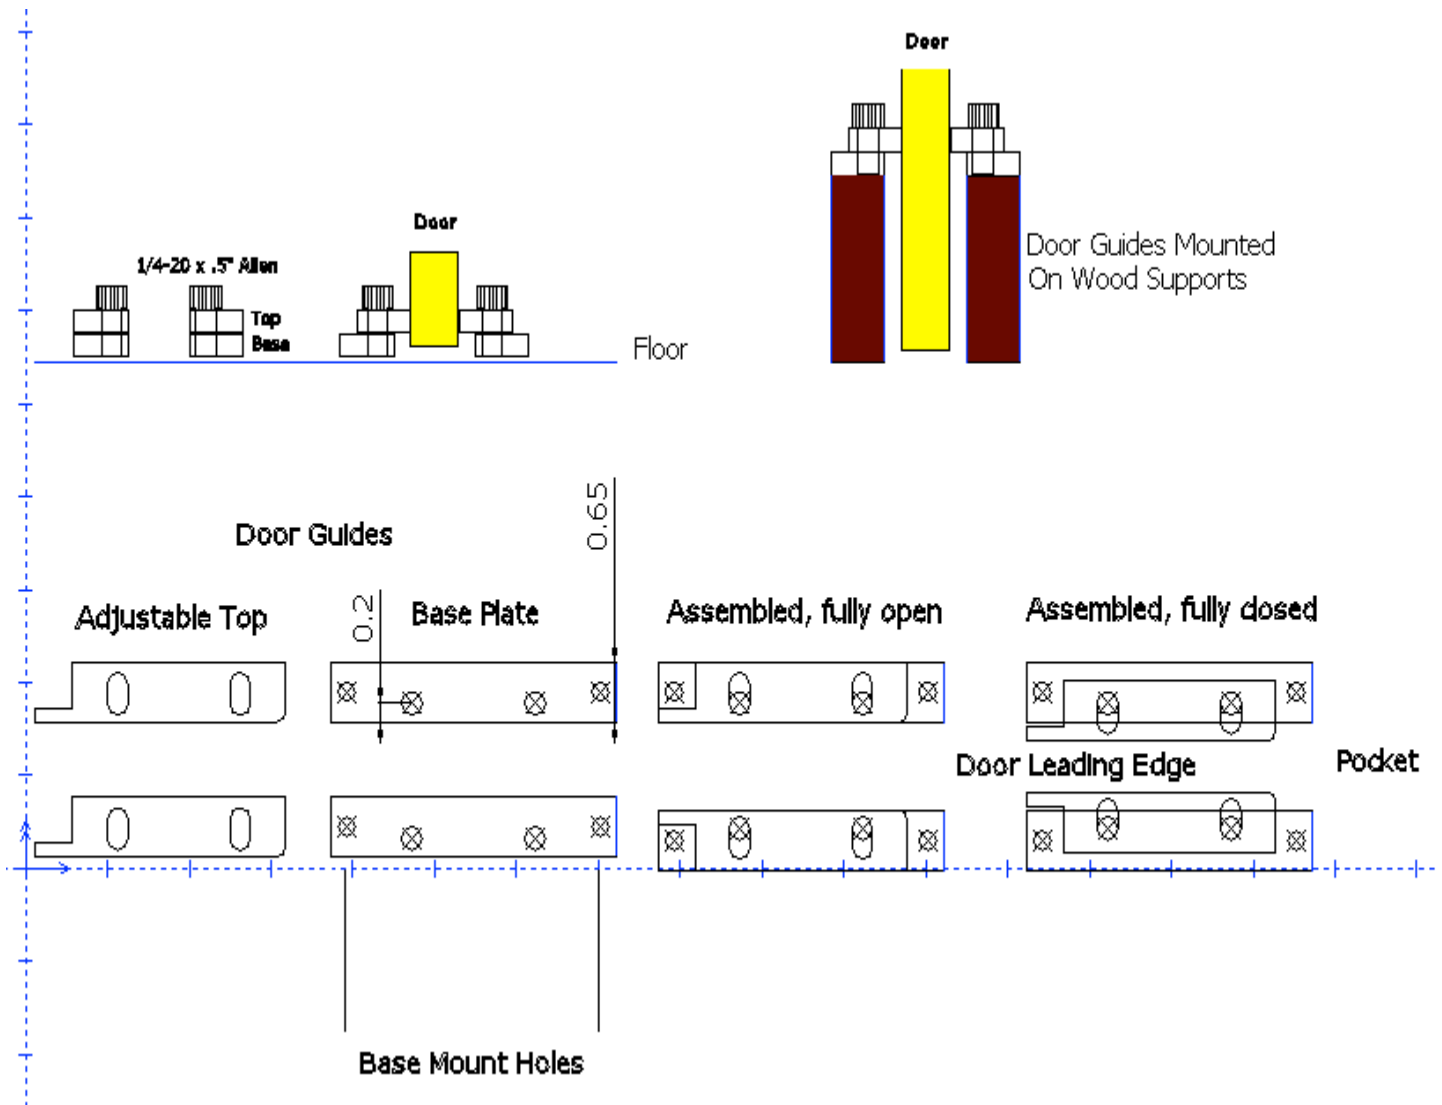 Door
Door
1/4-20 x .5" Allen
Top
Base
Floor
Door Guides Mounted
On Wood Supports
Door Guides
0.65
0.2
Adjustable Top
Base Plate
Assembled, fully open
Assembled, fully closed
Door Leading Edge
Pocket
Base Mount Holes